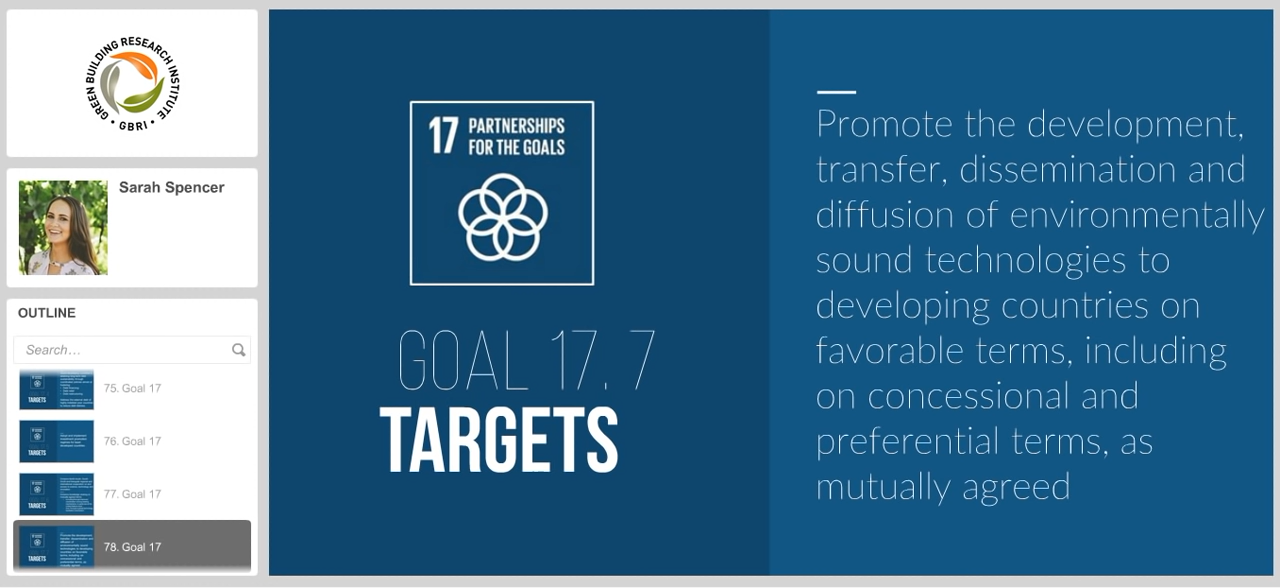 GREEN BUILDING RESEARCH INSTITUTE
• GBRI •
Sarah Spencer
OUTLINE
Search...
75. Goal 17
76. Goal 17
77. Goal 17
78. Goal 17
17 PARTNERSHIPS
FOR THE GOALS
GOAL 17.7
TARGETS
Promote the development,
transfer, dissemination and
diffusion of environmentally
sound technologies to
developing countries on
favorable terms, including
on concessional and
preferential terms, as
mutually agreed